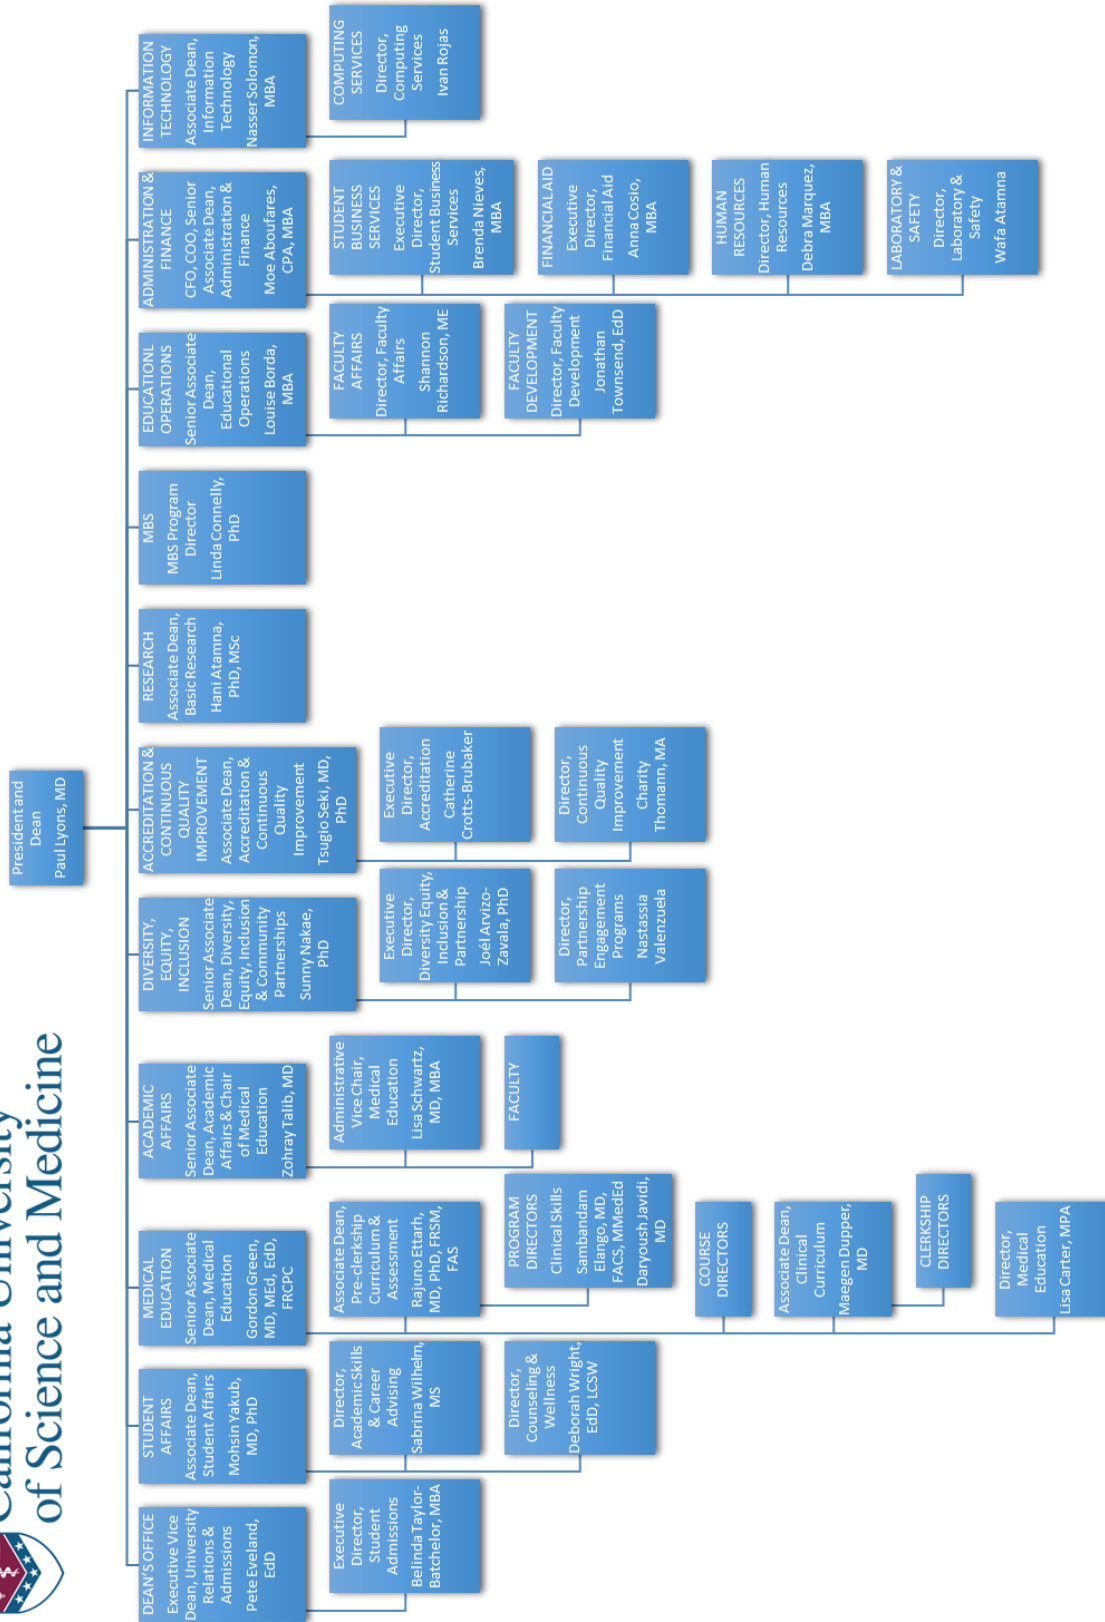 California University
of Science and Medicine
President and
Dean
Paul Lyons, MD
DEAN'S OFFICE
Executive Vice
Dean, University
Relations &
Admissions
Pete Eveland,
EdD
Executive
Director,
Student
Admissions
Belinda Taylor-
Batchelor, MBA
STUDENT
AFFAIRS
Associate Dean,
Student Affairs
Mohsin Yakub,
MD, PhD
Director,
Academic Skills
& Career
Advising
Sabrina Wilhelm,
MS
Director,
Counseling &
Wellness
Deborah Wright,
EdD, LCSW
MEDICAL
EDUCATION
Senior Associate
Dean, Medical
Education
Gordon Green,
MD, MEd, EdD,
FRCPC
Associate Dean,
Pre-clerkship
Curriculum &
Assessment
Rajuno Ettarh,
MD, PhD, FRSM,
FAS
PROGRAM
DIRECTORS
Clinical Skills
Sambandam
Elango, MD,
FACS, MMedEd
Daryoush Javidi,
MD
COURSE
DIRECTORS
Associate Dean,
Clinical
Curriculum
Maegen Dupper,
MD
CLERKSHIP
DIRECTORS
Director,
Medical
Education
Lisa Carter, MPA
ACADEMIC
AFFAIRS
Senior Associate
Dean, Academic
Affairs & Chair
of Medical
Education
Zohray Talib, MD
Administrative
Vice Chair,
Medical
Education
Lisa Schwartz,
MD, MBA
FACULTY
DIVERSITY,
EQUITY,
INCLUSION
Senior Associate
Dean, Diversity,
Equity, Inclusion
& Community
Partnerships
Sunny Nakae,
PhD
Executive
Director,
Diversity Equity,
Inclusion &
Partnership
Joél Arvizo-
Zavala, PhD
Director,
Partnership
Engagement
Programs
Nastassia
Valenzuela
ACCREDITATION &
CONTINUOUS
QUALITY
IMPROVEMENT
Associate Dean,
Accreditation &
Continuous
Quality
Improvement
Tsugio Seki, MD,
PhD
Executive
Director,
Accreditation
Catherine
Crotts-Brubaker
Director,
Continuous
Quality
Improvement
Charity
Thomann, MA
RESEARCH
Associate Dean,
Basic Research
Hani Atamna,
PhD, MSc
MBS
MBS Program
Director
Linda Connelly,
PhD
EDUCATIONL
OPERATIONS
Senior Associate
Dean,
Educational
Operations
Louise Borda,
MBA
FACULTY
AFFAIRS
Director, Faculty
Affairs
Shannon
Richardson, ME
FACULTY
DEVELOPMENT
Director, Faculty
Development
Jonathan
Townsend, EdD
ADMINISTRATION &
FINANCE
CFO, COO, Senior
Associate Dean,
Administration &
Finance
Moe Aboufares,
CPA, MBA
STUDENT
BUSINESS
SERVICES
Executive
Director,
Student Business
Services
Brenda Nieves,
MBA
FINANCIAL AID
Executive
Director,
Financial Aid
Anna Cosio,
MBA
HUMAN
RESOURCES
Director, Human
Resources
Debra Marquez,
MBA
LABORATORY &
SAFETY
Director,
Laboratory &
Safety
Wafa Atamna
INFORMATION
TECHNOLOGY
Associate Dean,
Information
Technology
Nasser Solomon,
MBA
COMPUTING
SERVICES
Director,
Computing
Services
Ivan Rojas